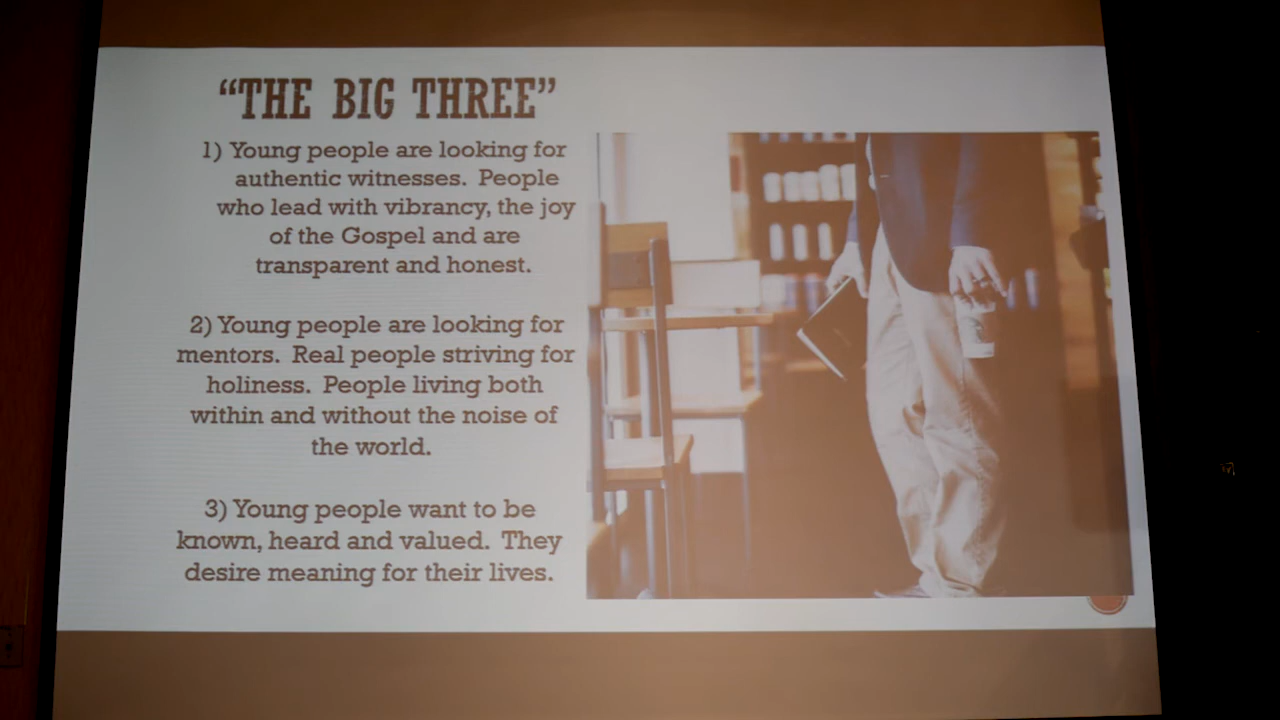 “THE BIG THREE”
1) Young people are looking for
authentic witnesses. People
who lead with vibrancy, the joy
of the Gospel and are
transparent and honest.
2) Young people are looking for
mentors. Real people striving for
holiness. People living both
within and without the noise of
the world.
3) Young people want to be
known, heard and valued. They
desire meaning for their lives.